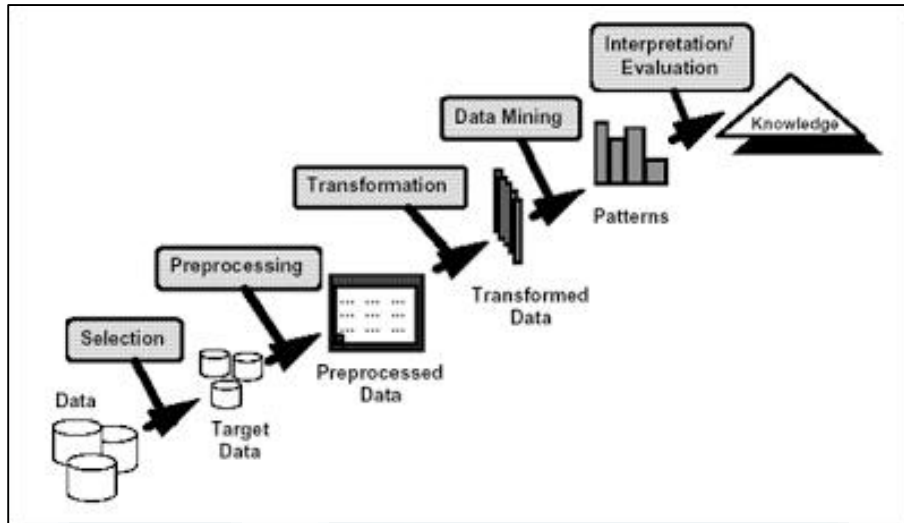 Interpretation/
Evaluation
Knowledge
Data Mining
Patterns
Transformation
Transformed
Data
Preprocessing
Preprocessed
Data
Selection
Target
Data
Data